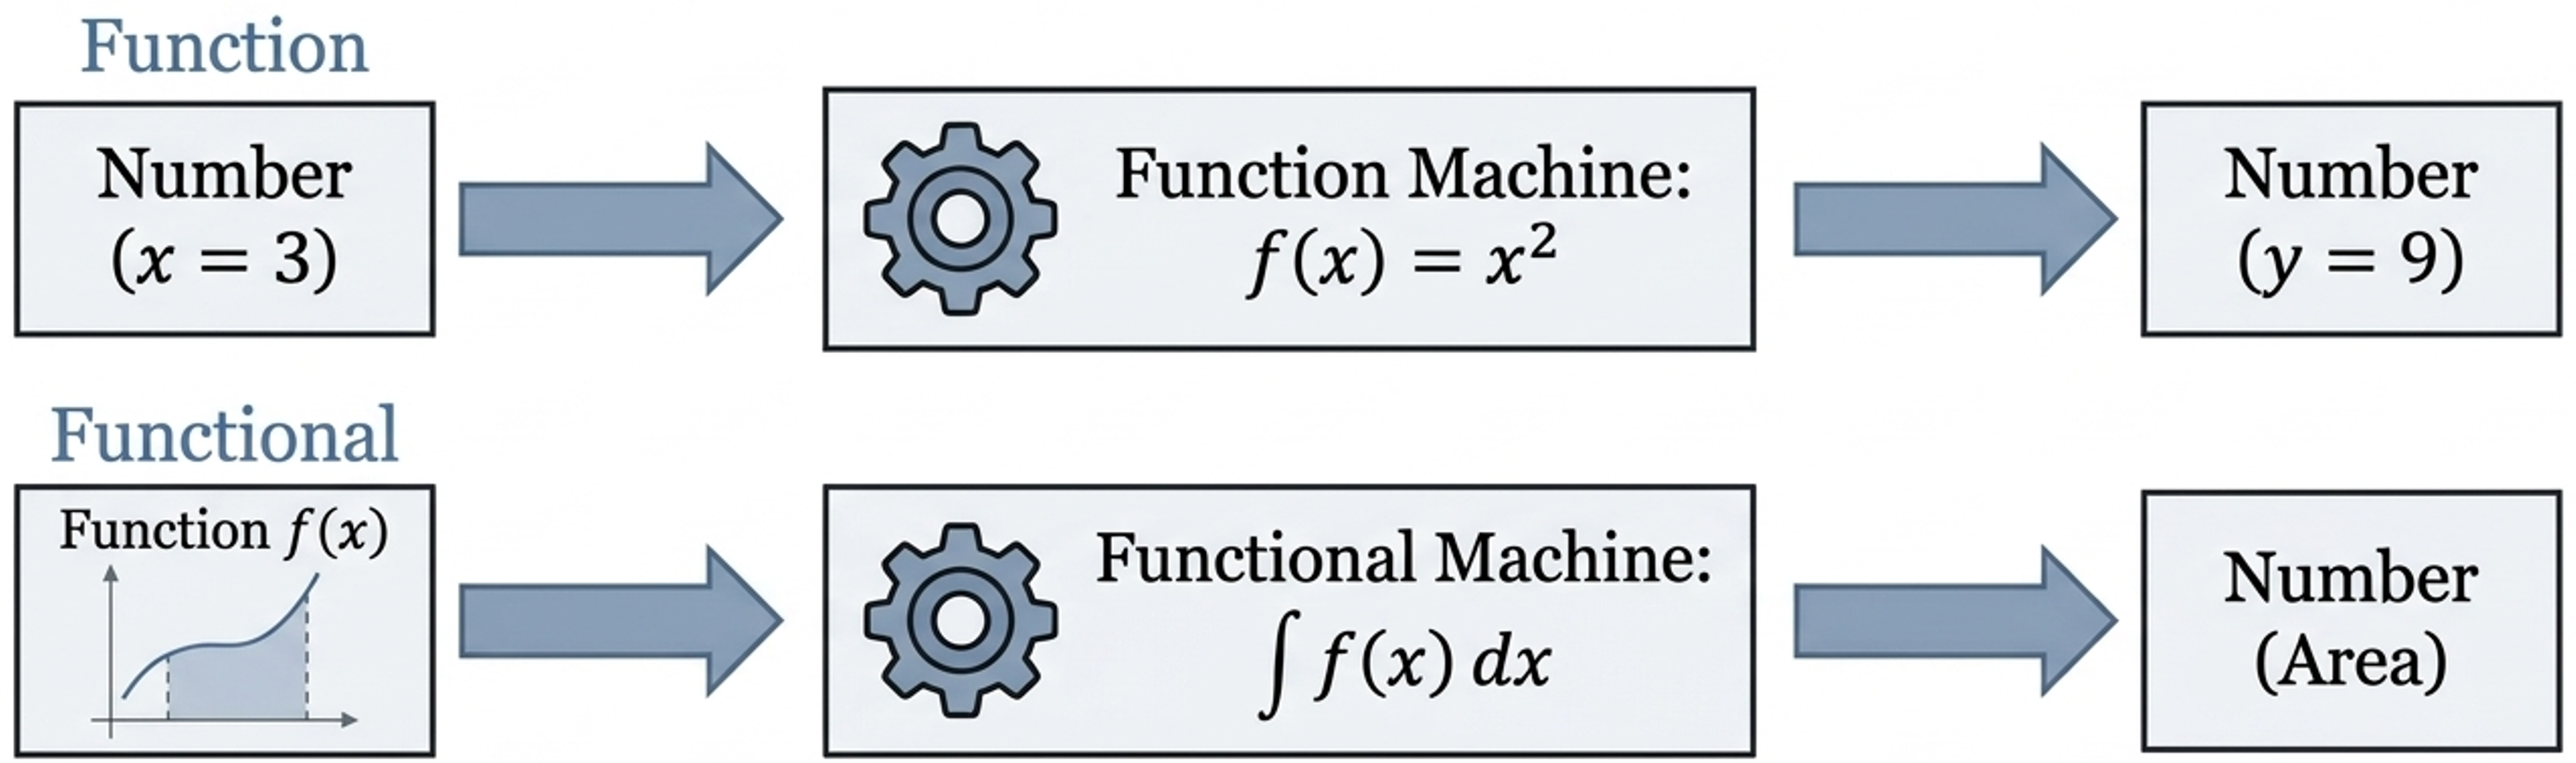 Function
Number
(x = 3)
Function Machine:
f(x) = x²
Number
(y = 9)
Functional
Function f(x)
Functional Machine:
∫ f(x) dx
Number
(Area)